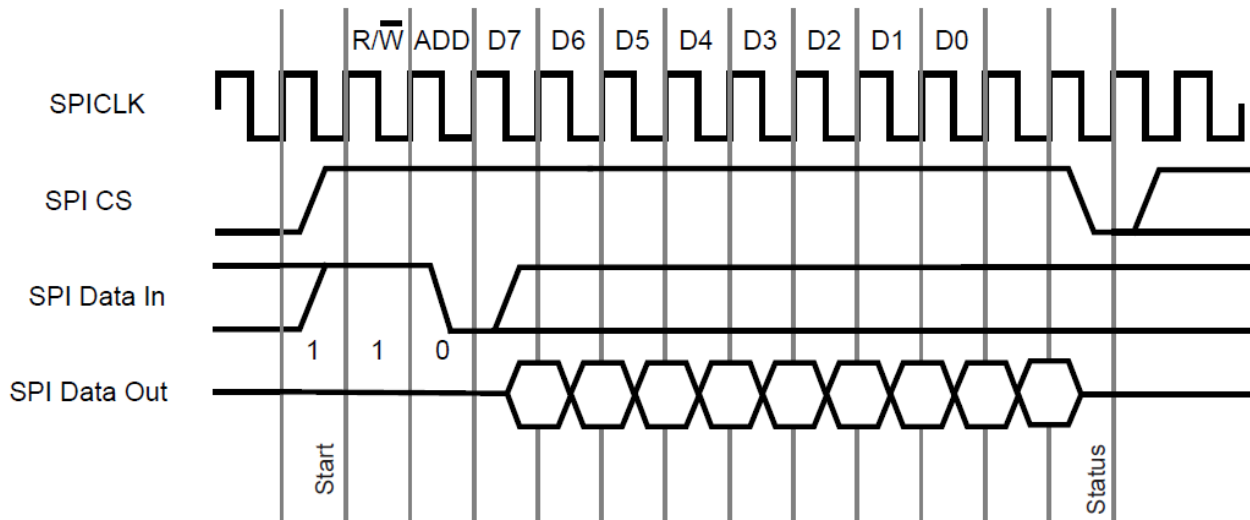 R/W̅ ADD D7 D6 D5 D4 D3 D2 D1 D0
SPICLK
SPI CS
SPI Data In
1 1 0
SPI Data Out
Start
Status